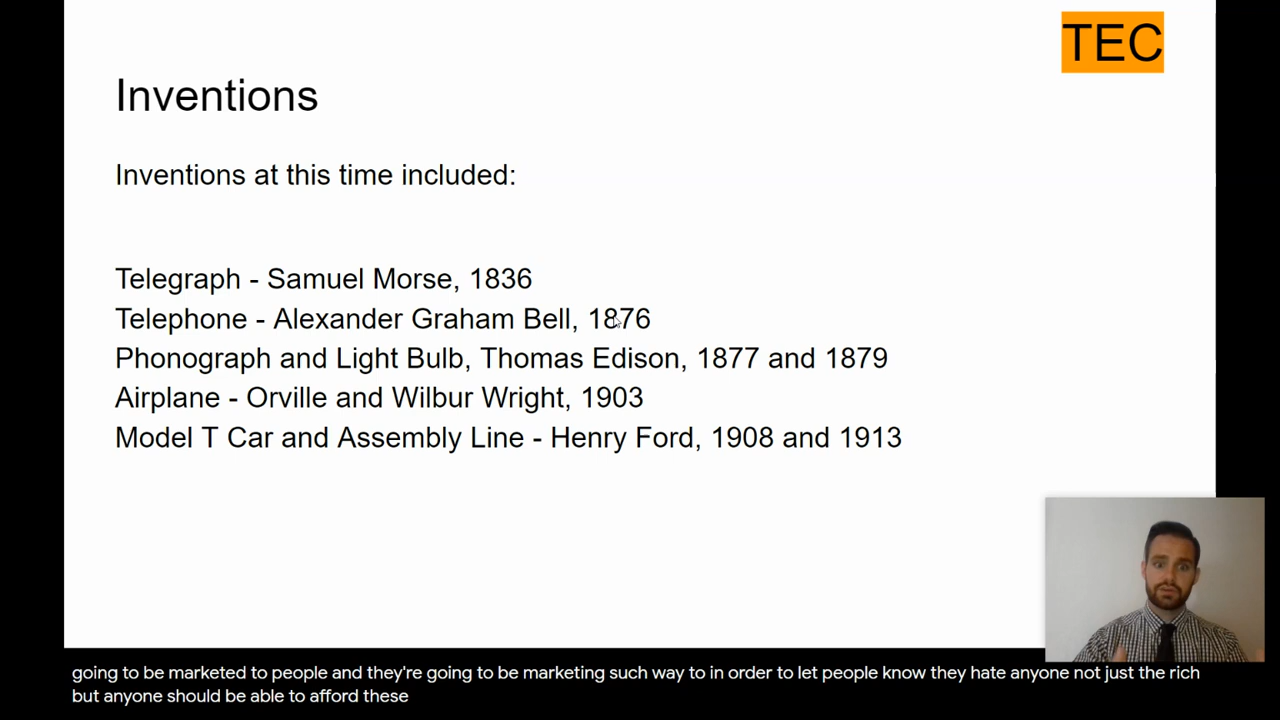 TEC
Inventions
Inventions at this time included:
Telegraph - Samuel Morse, 1836
Telephone - Alexander Graham Bell, 1876
Phonograph and Light Bulb, Thomas Edison, 1877 and 1879
Airplane - Orville and Wilbur Wright, 1903
Model T Car and Assembly Line - Henry Ford, 1908 and 1913
going to be marketed to people and they're going to be marketing such way to in order to let people know they hate anyone not just the rich
but anyone should be able to afford these